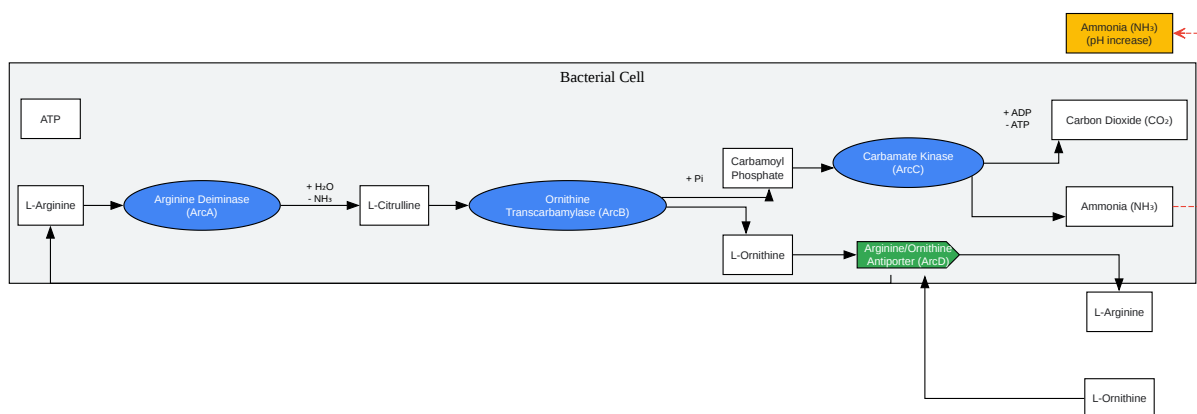 Ammonia (NH₃)
(pH increase)
Bacterial Cell
ATP
+ ADP
- ATP
Carbon Dioxide (CO₂)
Carbamoyl
Phosphate
Carbamate Kinase
(ArcC)
+ Pi
L-Arginine
Arginine Deiminase
(ArcA)
+ H₂O
- NH₃
L-Citrulline
Ornithine
Transcarbamylase (ArcB)
Ammonia (NH₃)
L-Ornithine
Arginine/Ornithine
Antiporter (ArcD)
L-Arginine
L-Ornithine